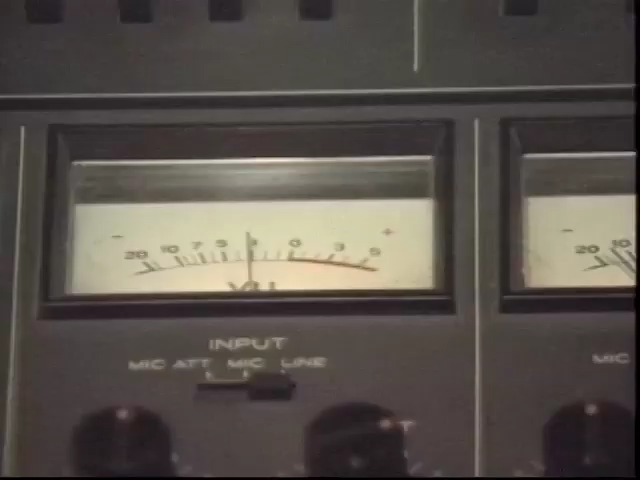 - +
20 10 7 5 3 0 3 5
VU
INPUT
MIC ATT MIC LINE
- 
20 10
MIC